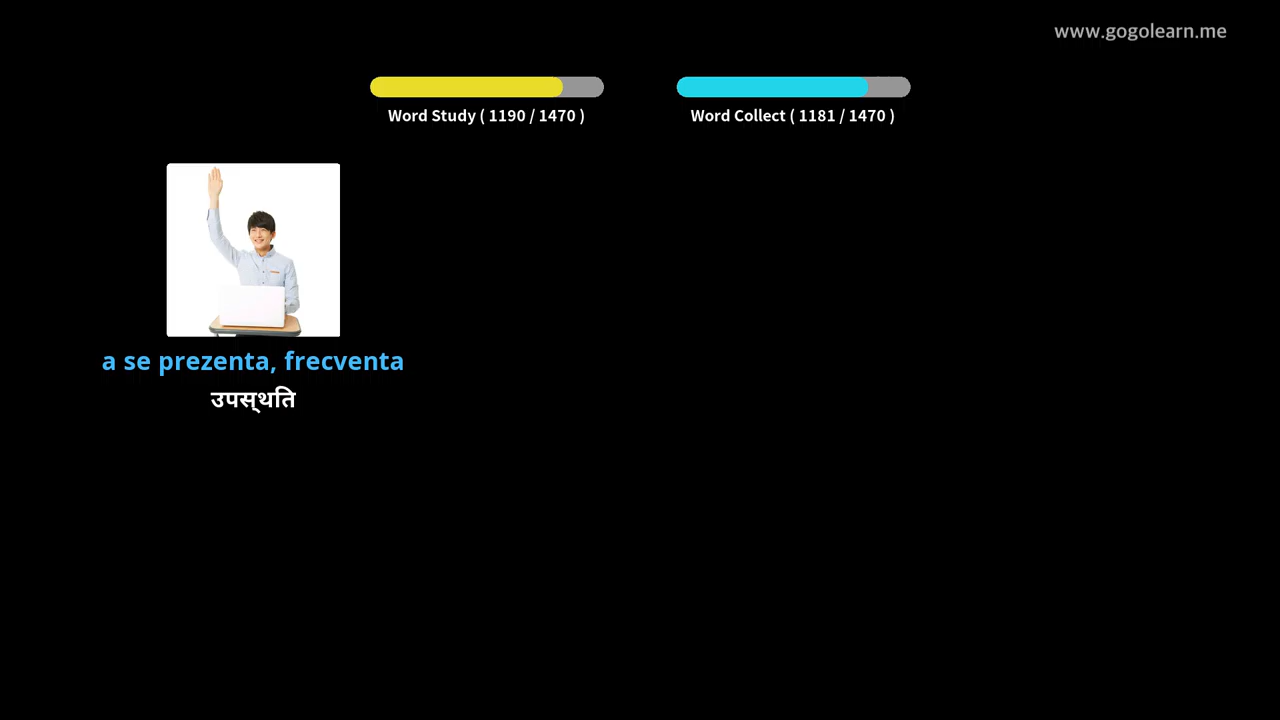 www.gogolearn.me
Word Study ( 1190 / 1470 )
Word Collect ( 1181 / 1470 )
a se prezenta, frecventa
उपस्थति